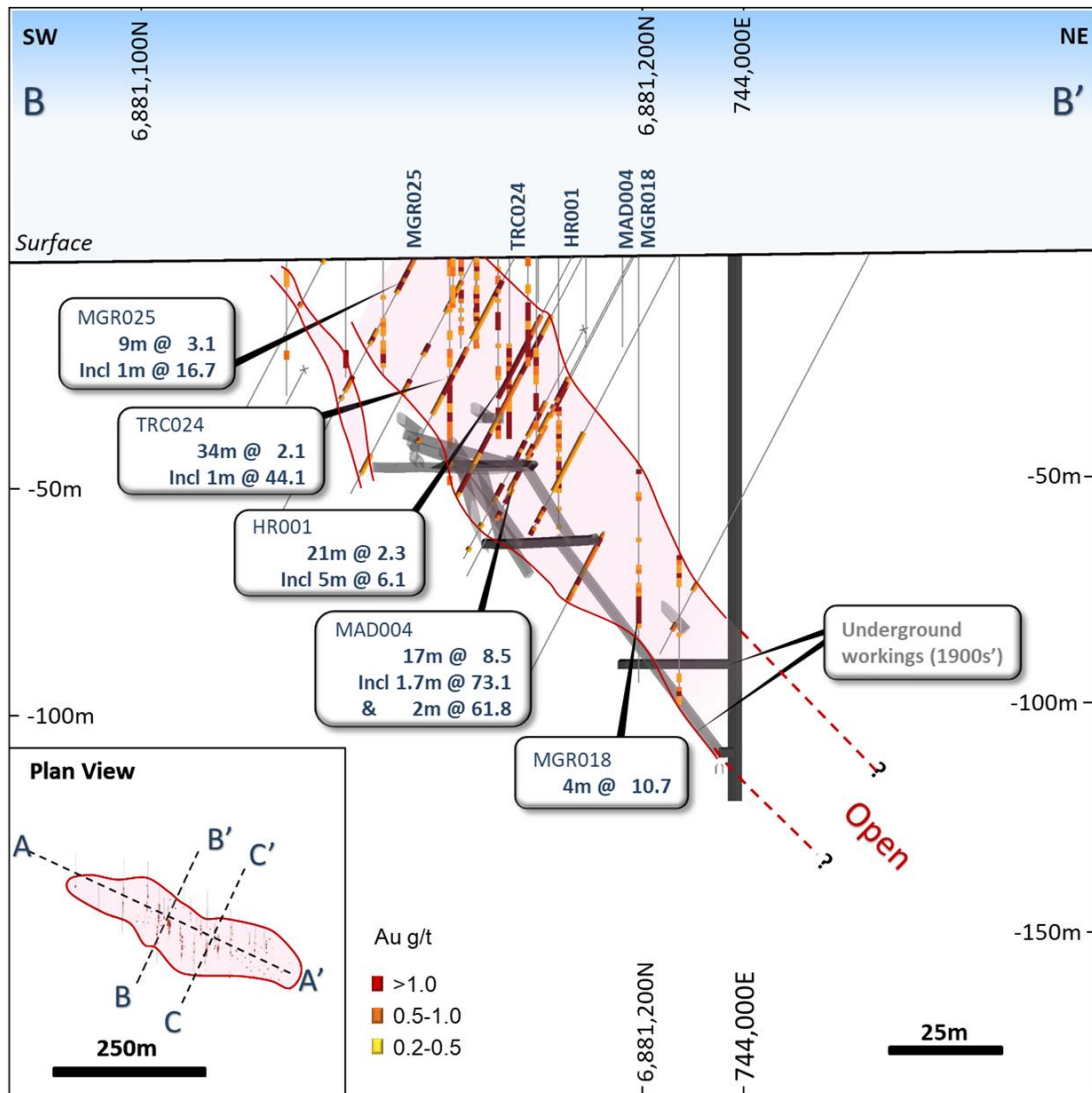 SW
NE
B
B'
6,881,100N
6,881,200N
744,000E
MGR025
TRC024
HR001
MAD004
MGR018
Surface
MGR025
9m @ 3.1
Incl 1m @ 16.7
TRC024
34m @ 2.1
Incl 1m @ 44.1
HR001
21m @ 2.3
Incl 5m @ 6.1
MAD004
17m @ 8.5
Incl 1.7m @ 73.1
& 2m @ 61.8
MGR018
4m @ 10.7
Underground
workings (1900s')
-50m
-50m
-100m
-100m
-150m
?
?
Open
Plan View
A
B'
C'
B
C
A'
250m
Au g/t
>1.0
0.5-1.0
0.2-0.5
6,881,200N
744,000E
25m